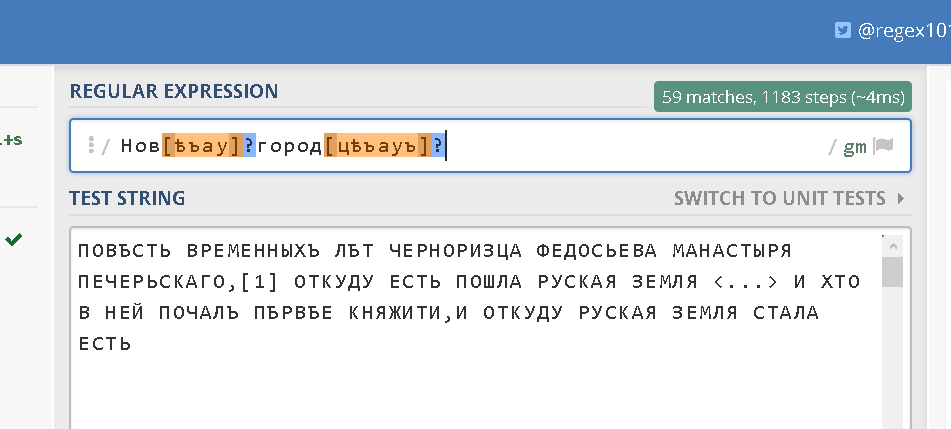 @regex101
REGULAR EXPRESSION
59 matches, 1183 steps (~4ms)
/ Нов[ѣъау]?город[цѣъауъ]? / gm
TEST STRING
SWITCH TO UNIT TESTS
ПОВѢСТЬ ВРЕМЕННЫХЪ ЛѢТ ЧЕРНОРИЗЦА ФЕДОСЬЕВА МАНАСТЫРЯ
ПЕЧЕРЬСКАГО,[1] ОТКУДУ ЕСТЬ ПОШЛА РУСКАЯ ЗЕМЛЯ <...> И ХТО
В НЕЙ ПОЧАЛЪ ПѢРВѢЕ КНЯЖИТИ,И ОТКУДУ РУСКАЯ ЗЕМЛЯ СТАЛА
ЕСТЬ